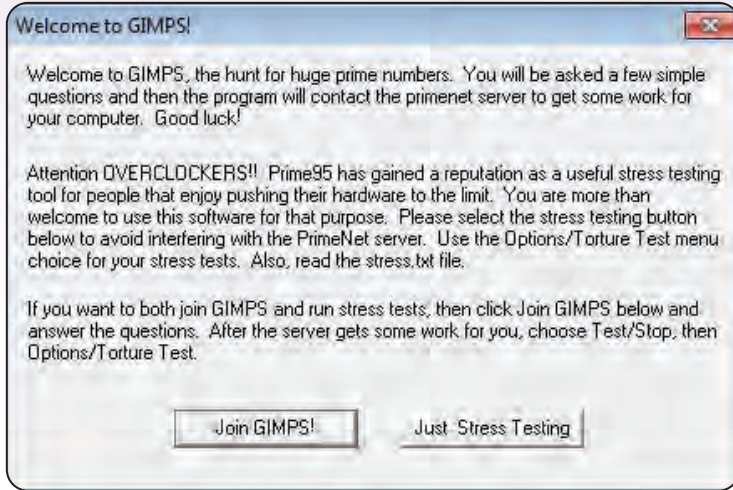 Welcome to GIMPS!
Welcome to GIMPS, the hunt for huge prime numbers. You will be asked a few simple
questions and then the program will contact the primenet server to get some work for
your computer. Good luck!
Attention OVERCLOCKERS!! Prime95 has gained a reputation as a useful stress testing
tool for people that enjoy pushing their hardware to the limit. You are more than
welcome to use this software for that purpose. Please select the stress testing button
below to avoid interfering with the PrimeNet server. Use the Options/Torture Test menu
choice for your stress tests. Also, read the stress.txt file.
If you want to both join GIMPS and run stress tests, then click Join GIMPS below and
answer the questions. After the server gets some work for you, choose Test/Stop, then
Options/Torture Test.
Join GIMPS! Just Stress Testing